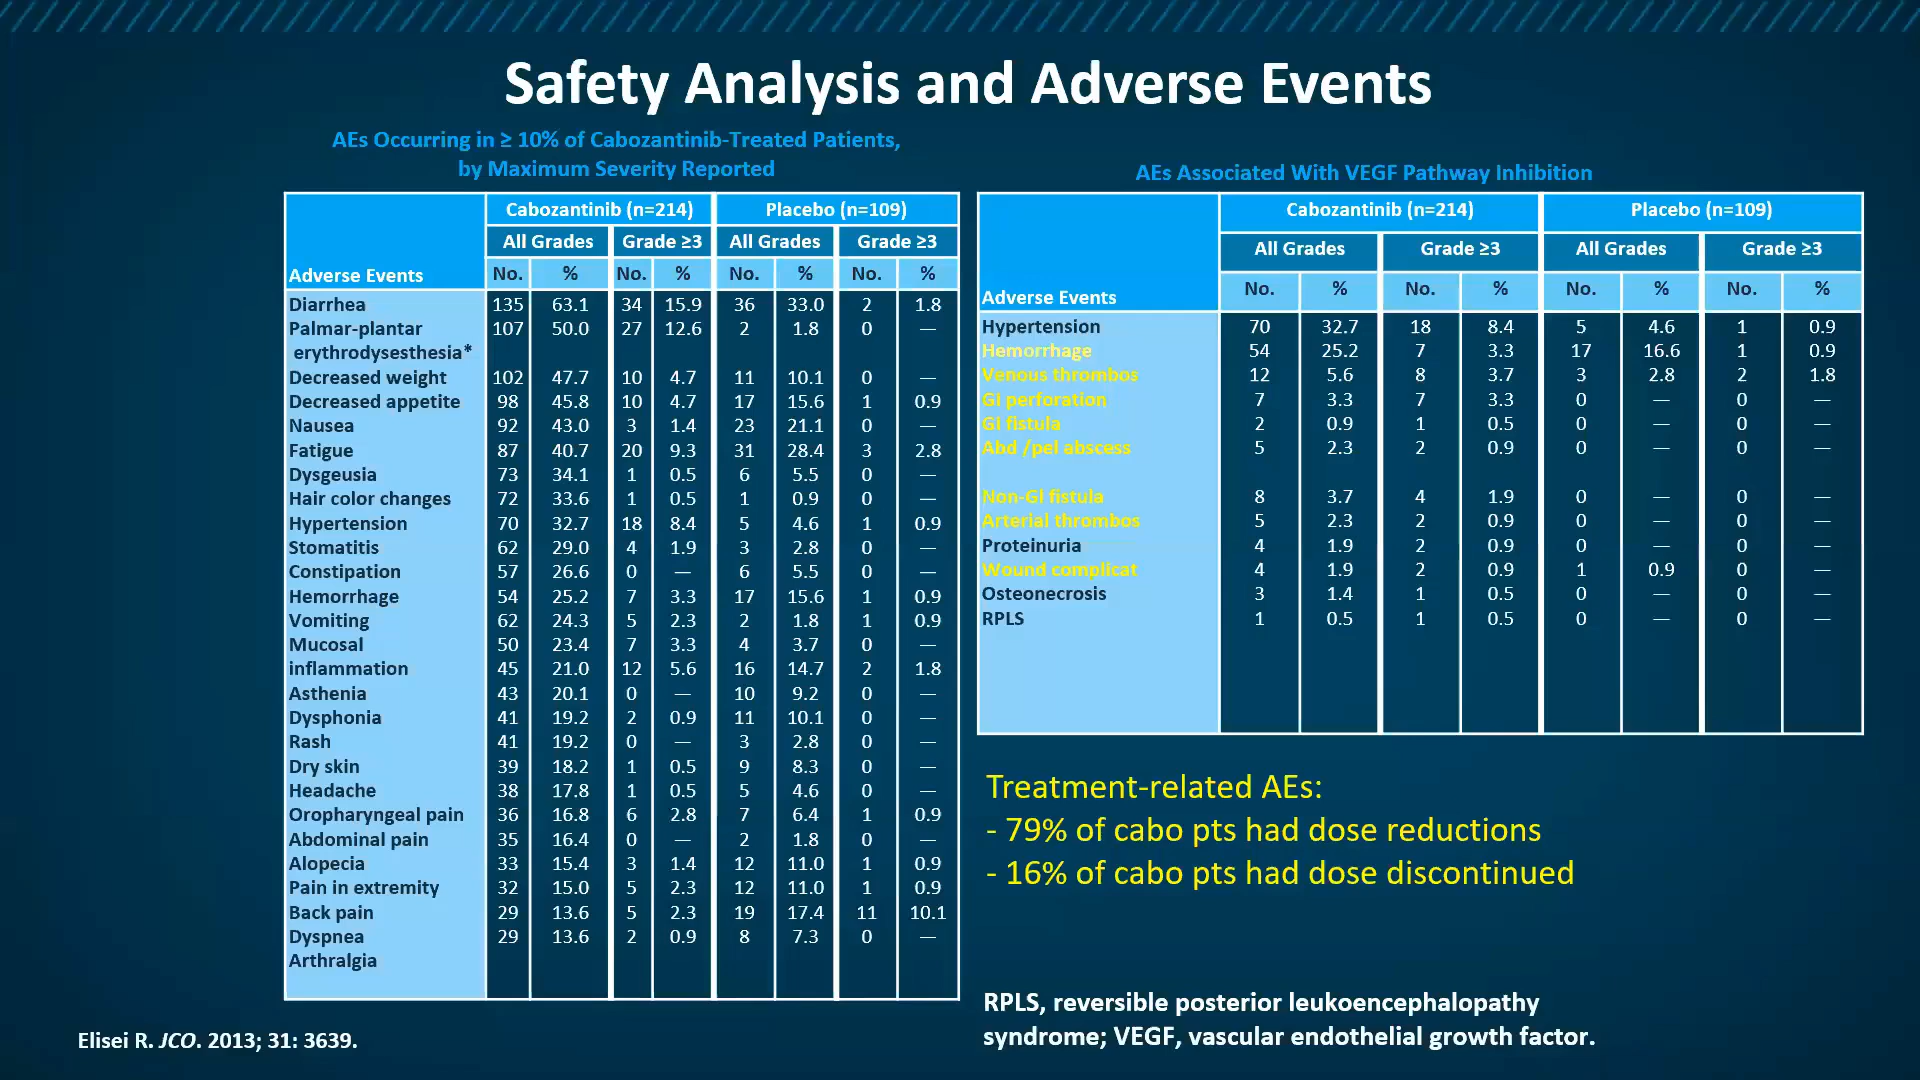 Safety Analysis and Adverse Events
AEs Occurring in ≥ 10% of Cabozantinib-Treated Patients,
by Maximum Severity Reported
Cabozantinib (n=214) Placebo (n=109)
All Grades Grade ≥3 All Grades Grade ≥3
Adverse Events No. % No. % No. % No. %
Diarrhea 135 63.1 34 15.9 36 33.0 2 1.8
Palmar-plantar 107 50.0 27 12.6 2 1.8 0 —
erythrodysesthesia*
Decreased weight 102 47.7 10 4.7 11 10.1 0 —
Decreased appetite 98 45.8 10 4.7 17 15.6 1 0.9
Nausea 92 43.0 3 1.4 23 21.1 0 —
Fatigue 87 40.7 20 9.3 31 28.4 3 2.8
Dysgeusia 73 34.1 1 0.5 6 5.5 0 —
Hair color changes 72 33.6 1 0.5 1 0.9 0 —
Hypertension 70 32.7 18 8.4 5 4.6 1 0.9
Stomatitis 62 29.0 4 1.9 3 2.8 0 —
Constipation 57 26.6 0 — 6 5.5 0 —
Hemorrhage 54 25.2 7 3.3 17 15.6 1 0.9
Vomiting 62 24.3 5 2.3 2 1.8 1 0.9
Mucosal 50 23.4 7 3.3 4 3.7 0 —
inflammation 45 21.0 12 5.6 16 14.7 2 1.8
Asthenia 43 20.1 0 — 10 9.2 0 —
Dysphonia 41 19.2 2 0.9 11 10.1 0 —
Rash 41 19.2 0 — 3 2.8 0 —
Dry skin 39 18.2 1 0.5 9 8.3 0 —
Headache 38 17.8 1 0.5 5 4.6 0 —
Oropharyngeal pain 36 16.8 6 2.8 7 6.4 1 0.9
Abdominal pain 35 16.4 0 — 2 1.8 0 —
Alopecia 33 15.4 3 1.4 12 11.0 1 0.9
Pain in extremity 32 15.0 5 2.3 12 11.0 1 0.9
Back pain 29 13.6 5 2.3 19 17.4 11 10.1
Dyspnea 29 13.6 2 0.9 8 7.3 0 —
Arthralgia
AEs Associated With VEGF Pathway Inhibition
Cabozantinib (n=214) Placebo (n=109)
All Grades Grade ≥3 All Grades Grade ≥3
Adverse Events No. % No. % No. % No. %
Hypertension 70 32.7 18 8.4 5 4.6 1 0.9
Hemorrhage 54 25.2 7 3.3 17 16.6 1 0.9
Venous thrombos 12 5.6 8 3.7 3 2.8 2 1.8
GI perforation 7 3.3 7 3.3 0 — 0 —
GI fistula 2 0.9 1 0.5 0 — 0 —
Abd /pel abscess 5 2.3 2 0.9 0 — 0 —
Non-GI fistula 8 3.7 4 1.9 0 — 0 —
Arterial thrombos 5 2.3 2 0.9 0 — 0 —
Proteinuria 4 1.9 2 0.9 0 — 0 —
Wound complicat 4 1.9 2 0.9 1 0.9 0 —
Osteonecrosis 3 1.4 1 0.5 0 — 0 —
RPLS 1 0.5 1 0.5 0 — 0 —
Treatment-related AEs:
- 79% of cabo pts had dose reductions
- 16% of cabo pts had dose discontinued
RPLS, reversible posterior leukoencephalopathy
syndrome; VEGF, vascular endothelial growth factor.
Elisei R. JCO. 2013; 31: 3639.